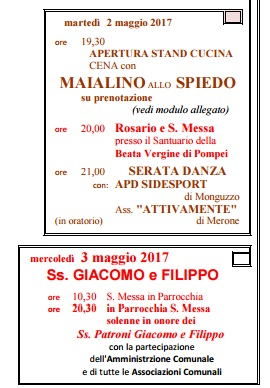 martedì 2 maggio 2017
ore 19,30
APERTURA STAND CUCINA
CENA con
MAIALINO ALLO SPIEDO
su prenotazione
(vedi modulo allegato)
ore 20,00 Rosario e S. Messa
presso il Santuario della
Beata Vergine di Pompei
ore 21,00 SERATA DANZA
con: APD SIDESPORT
di Monguzzo
Ass. "ATTIVAMENTE"
(in oratorio) di Merone
mercoledì 3 maggio 2017
Ss. GIACOMO e FILIPPO
ore 10,30 S. Messa in Parrocchia
ore 20,30 in Parrocchia S. Messa
solenne in onore dei
Ss. Patroni Giacomo e Filippo
con la partecipazione
dell'Amministrzione Comunale
e di tutte le Associazioni Comunali